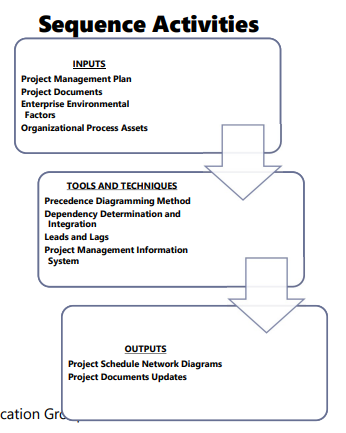 Sequence Activities
INPUTS
Project Management Plan
Project Documents
Enterprise Environmental
Factors
Organizational Process Assets
TOOLS AND TECHNIQUES
Precedence Diagramming Method
Dependency Determination and
Integration
Leads and Lags
Project Management Information
System
OUTPUTS
Project Schedule Network Diagrams
Project Documents Updates